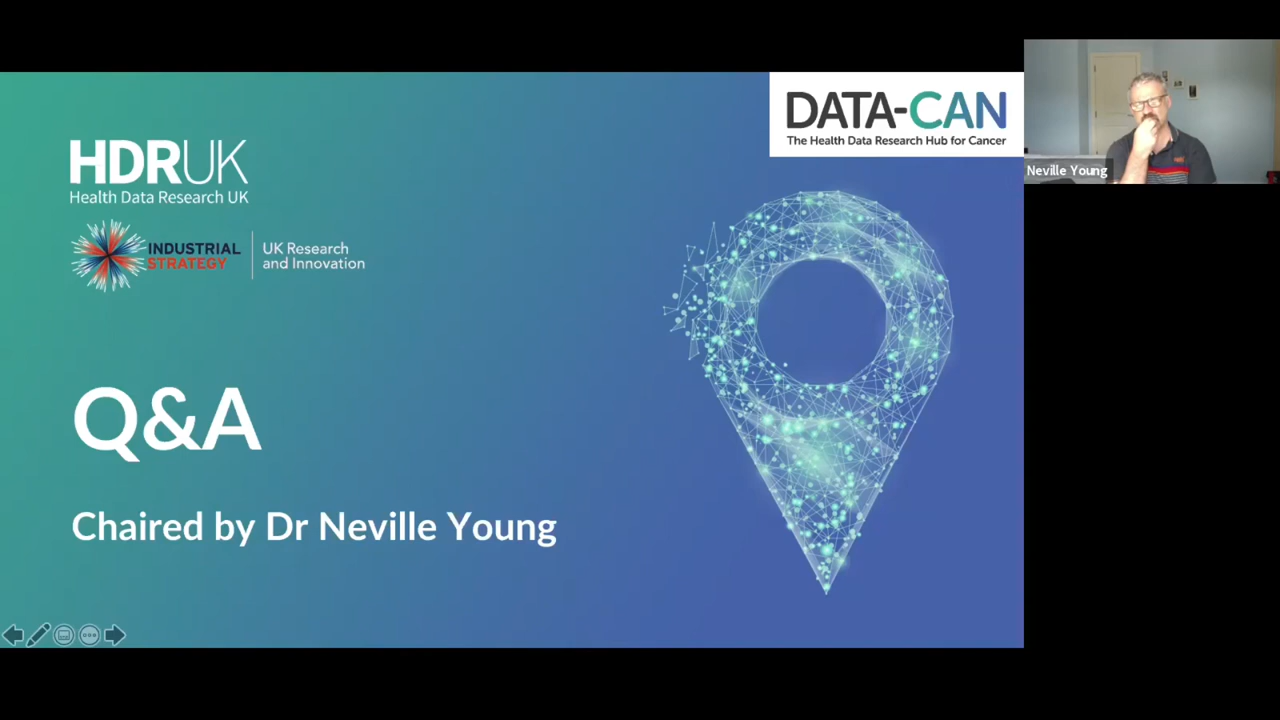 HDRUK
Health Data Research UK
INDUSTRIAL
STRATEGY
UK Research
and Innovation
DATA-CAN
The Health Data Research Hub for Cancer
Neville Young
Q&A
Chaired by Dr Neville Young